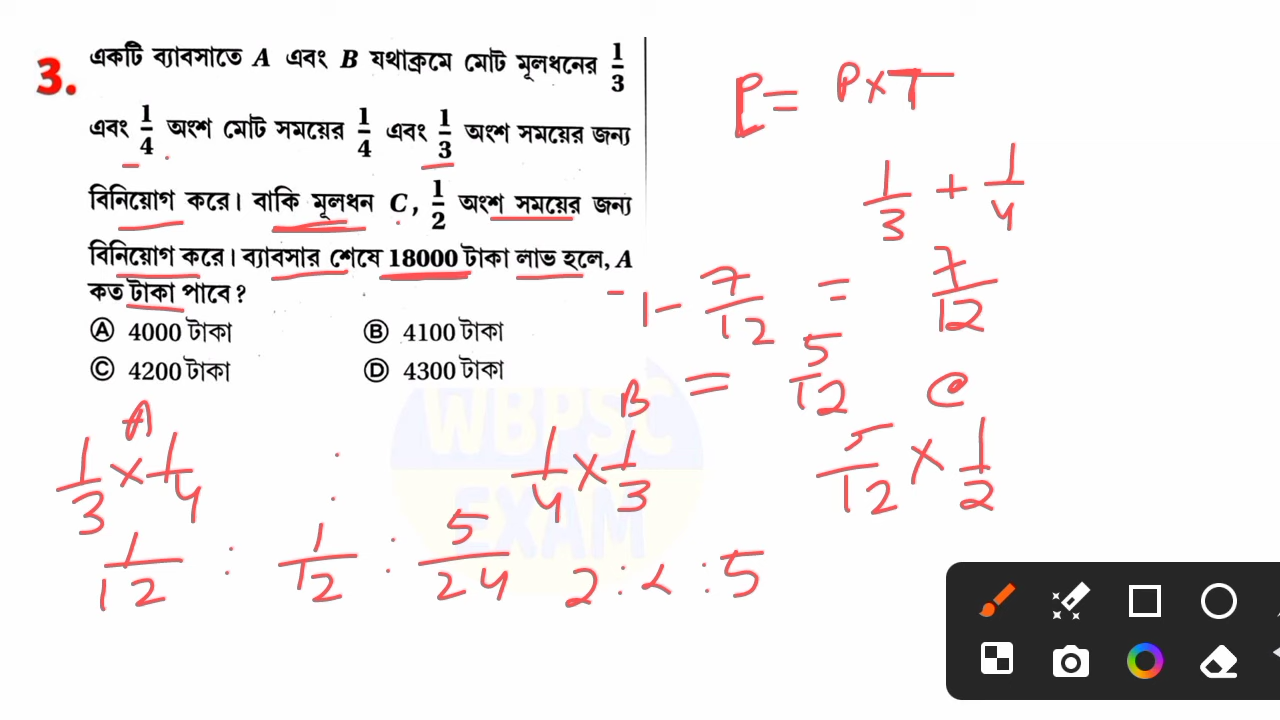 3. একটি ব্যাবসাতে A এবং B যথাক্রমে মোট মূলধনের 1/3
এবং 1/4 অংশ মোট সময়ের 1/4 এবং 1/3 অংশ সময়ের জন্য
বিনিয়োগ করে। বাকি মূলধন C, 1/2 অংশ সময়ের জন্য
বিনিয়োগ করে। ব্যাবসার শেষে 18000 টাকা লাভ হলে, A
কত টাকা পাবে?
Ⓐ 4000 টাকা Ⓑ 4100 টাকা
Ⓒ 4200 টাকা Ⓓ 4300 টাকা
P = P×T
1/3 + 1/4
1 - 7/12 = 7/12
= 5/12
A B C
1/3 × 1/4 : 1/4 × 1/3 5/12 × 1/2
1/12 : 1/12 : 5/24 2 : 2 : 5
WBPSC
EXAM